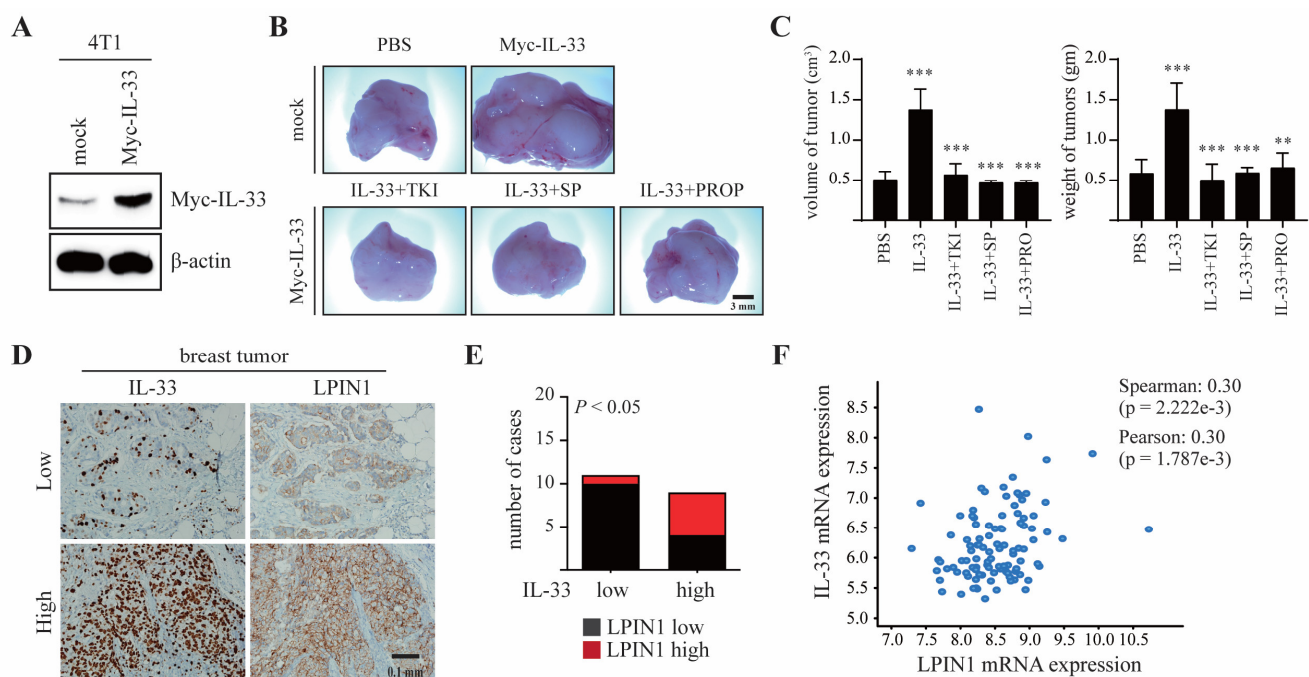 A
4T1
mock
Myc-IL-33
Myc-IL-33
β-actin
B
PBS
Myc-IL-33
mock
IL-33+TKI
IL-33+SP
IL-33+PROP
Myc-IL-33
3 mm
C
volume of tumor (cm³)
2.0
1.5
1.0
0.5
PBS
IL-33
IL-33+TKI
IL-33+SP
IL-33+PRO
***
***
***
***
weight of tumors (gm)
2.0
1.5
1.0
0.5
PBS
IL-33
IL-33+TKI
IL-33+SP
IL-33+PRO
***
***
***
**
D
breast tumor
IL-33
LPIN1
Low
High
0.1 mm
E
number of cases
20
15
10
5
P < 0.05
IL-33
low
high
LPIN1 low
LPIN1 high
F
Spearman: 0.30
(p = 2.222e-3)
Pearson: 0.30
(p = 1.787e-3)
IL-33 mRNA expression
8.5
8.0
7.5
7.0
6.5
6.0
5.5
5.0
7.0 7.5 8.0 8.5 9.0 9.5 10.0 10.5
LPIN1 mRNA expression